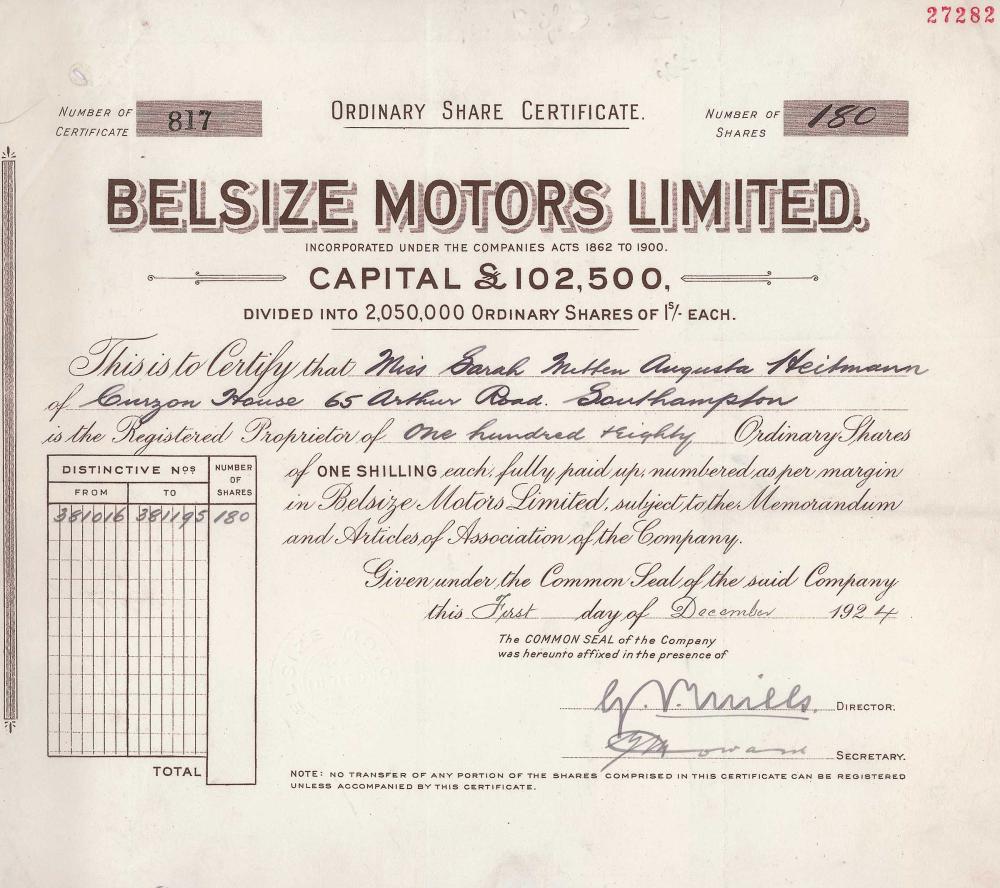 27282
NUMBER OF CERTIFICATE 817
ORDINARY SHARE CERTIFICATE.
NUMBER OF SHARES 180
BELSIZE MOTORS LIMITED.
INCORPORATED UNDER THE COMPANIES ACTS 1862 TO 1900.
CAPITAL £102,500,
DIVIDED INTO 2,050,000 ORDINARY SHARES OF 1s/- EACH.
This is to Certify that Miss Sarah Mitten Augusta Heitmann
of Curzon House 65 Arthur Road. Southampton
is the Registered Proprietor of One hundred + eighty Ordinary Shares
of ONE SHILLING each, fully paid up, numbered as per margin
in Belsize Motors Limited, subject to the Memorandum
and Articles of Association of the Company.
DISTINCTIVE Nos NUMBER OF SHARES
FROM TO
381016 381195 180
TOTAL
Given under the Common Seal of the said Company
this First day of December 1924
The COMMON SEAL of the Company
was hereunto affixed in the presence of
DIRECTOR.
SECRETARY.
NOTE: NO TRANSFER OF ANY PORTION OF THE SHARES COMPRISED IN THIS CERTIFICATE CAN BE REGISTERED
UNLESS ACCOMPANIED BY THIS CERTIFICATE.